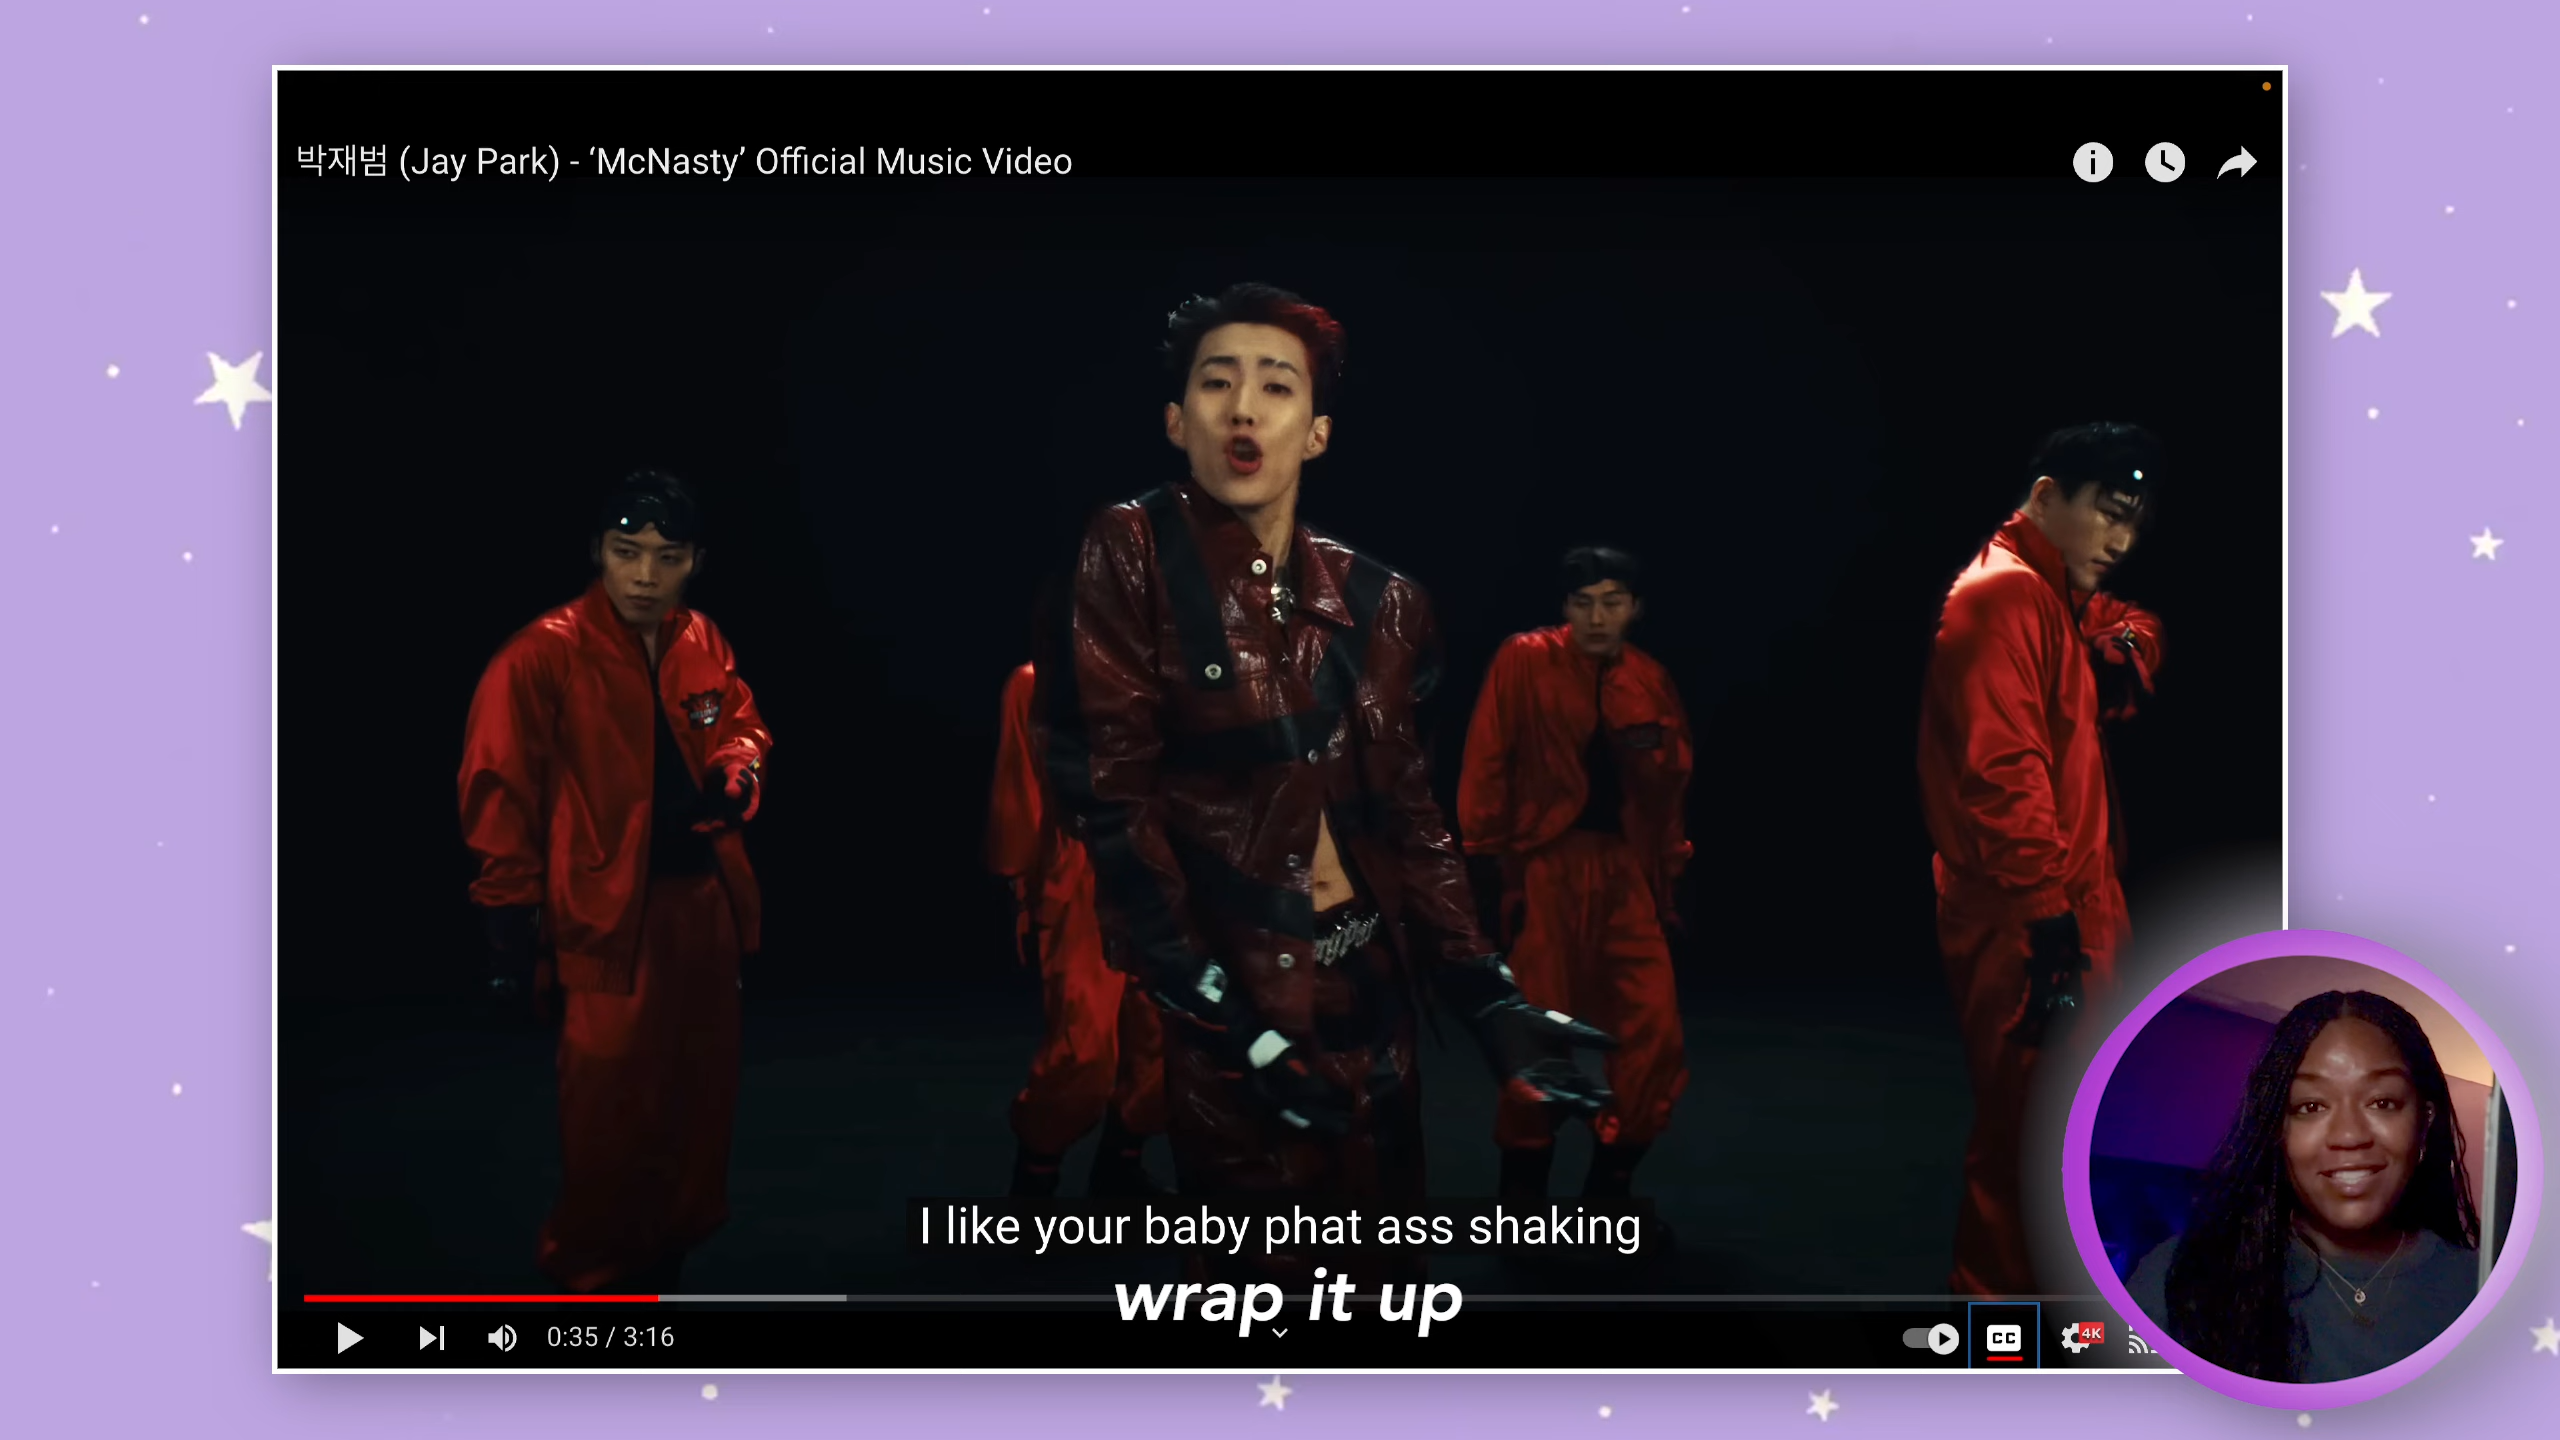 박재범 (Jay Park) - ‘McNasty’ Official Music Video
I like your baby phat ass shaking
wrap it up
0:35 / 3:16
CC
4K